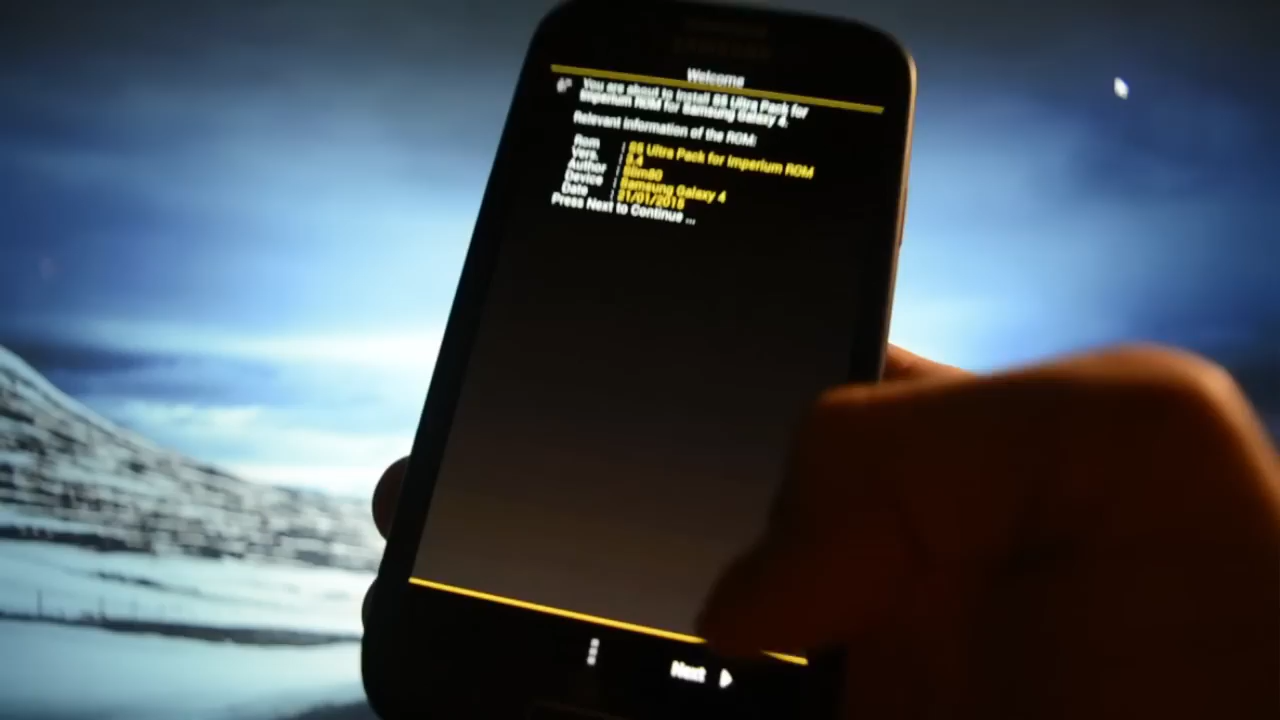 Welcome
You are about to install S5 Ultra Pack for
Imperium ROM for Samsung Galaxy 4.
Relevant information of the ROM:
Rom : S5 Ultra Pack for Imperium ROM
Vers. :
Author : Slim80
Device : Samsung Galaxy 4
Date : 21/01/2015
Press Next to Continue ...
Next